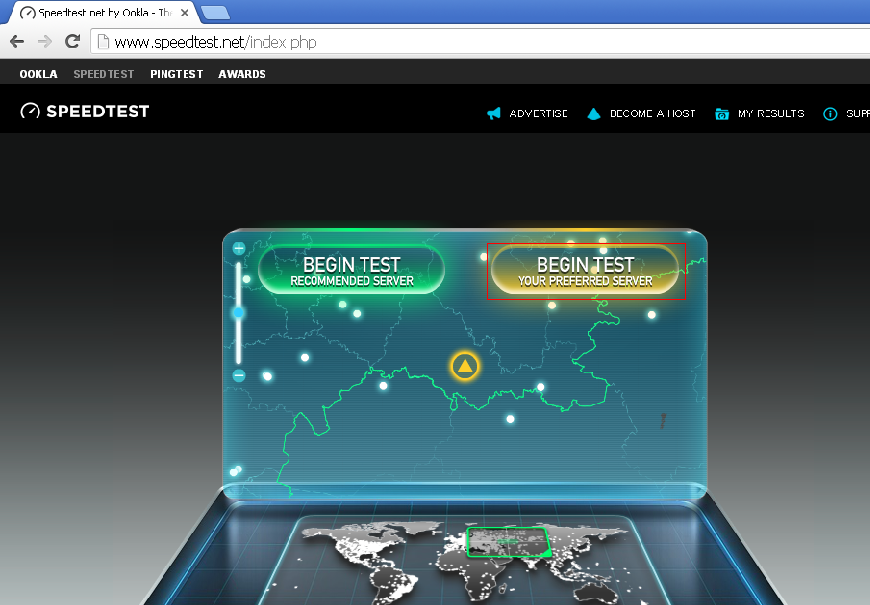 Speedtest.net by Ookla - The
www.speedtest.net/index.php
OOKLA SPEEDTEST PINGTEST AWARDS
SPEEDTEST
ADVERTISE BECOME A HOST MY RESULTS SUPP
BEGIN TEST
RECOMMENDED SERVER
BEGIN TEST
YOUR PREFERRED SERVER